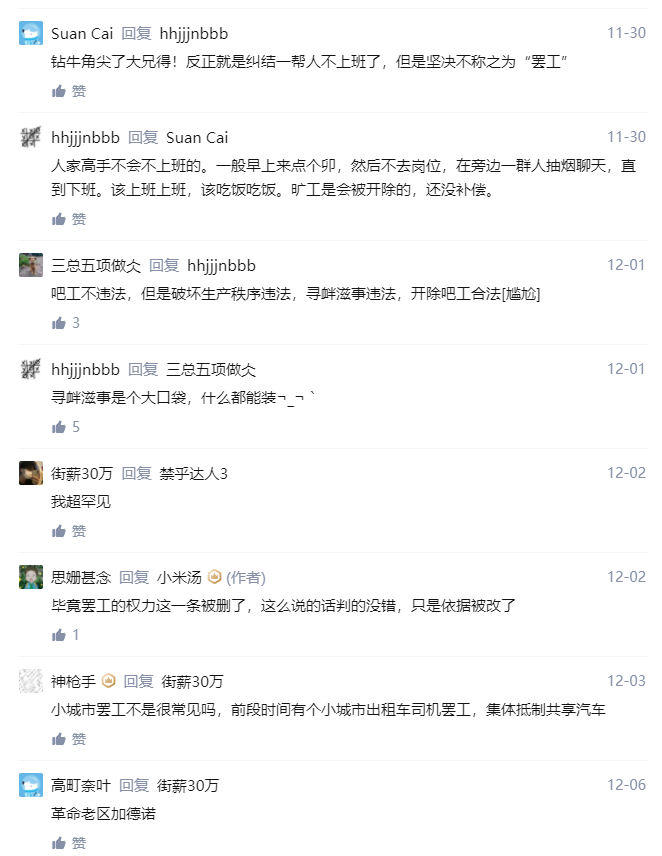 Suan Cai 回复 hhjjjnbbb 11-30
钻牛角尖了大兄得！反正就是纠结一帮人不上班了，但是坚决不称之为“罢工”
赞
hhjjjnbbb 回复 Suan Cai 11-30
人家高手不会不上班的。一般早上来点个卯，然后不去岗位，在旁边一群人抽烟聊天，直
到下班。该上班上班，该吃饭吃饭。旷工是会被开除的，还没补偿。
赞
三总五项做仌 回复 hhjjjnbbb 12-01
吧工不违法，但是破坏生产秩序违法，寻衅滋事违法，开除吧工合法[尴尬]
3
hhjjjnbbb 回复 三总五项做仌 12-01
寻衅滋事是个大口袋，什么都能装¬_¬ `
5
街薪30万 回复 禁乎达人3 12-02
我超罕见
赞
思姗甚念 回复 小米汤 (作者) 12-02
毕竟罢工的权力这一条被删了，这么说的话判的没错，只是依据被改了
1
神枪手 回复 街薪30万 12-03
小城市罢工不是很常见吗，前段时间有个小城市出租车司机罢工，集体抵制共享汽车
赞
高町奈叶 回复 街薪30万 12-06
革命老区加德诺
赞